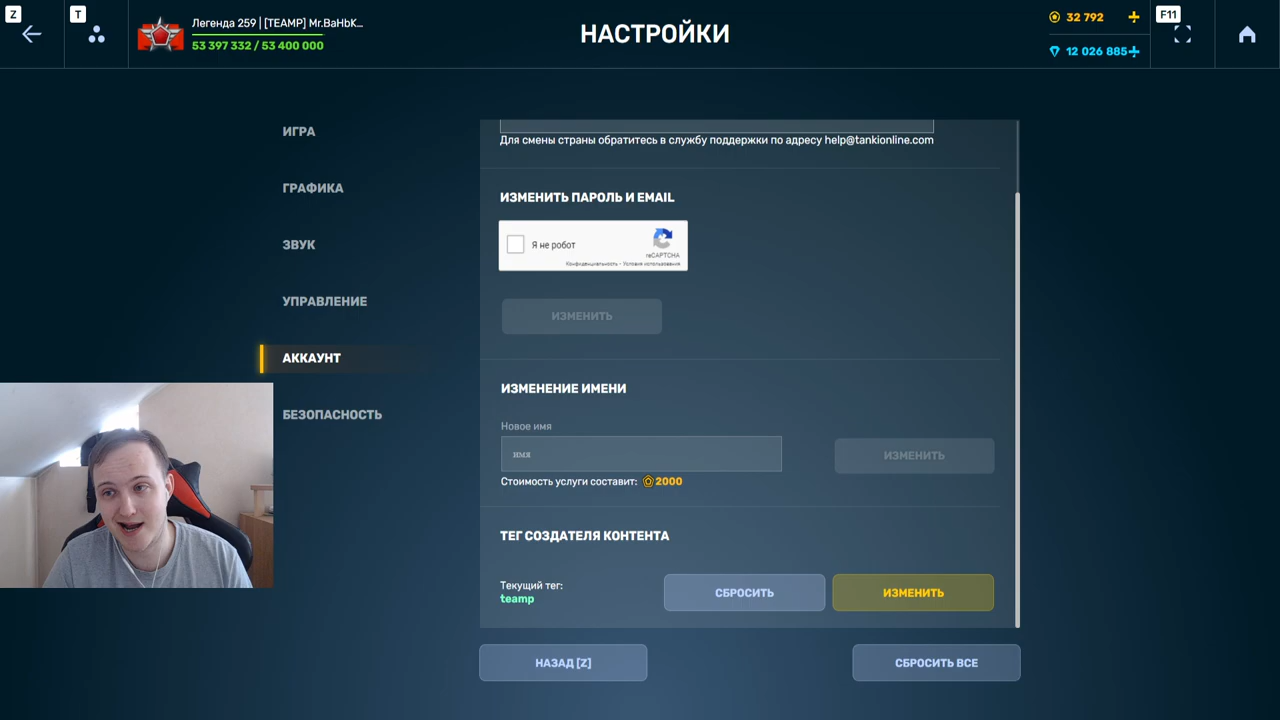 Z
T
Легенда 259 | [TEAMP] Mr.BaHbK...
53 397 332 / 53 400 000
НАСТРОЙКИ
32 792
12 026 885
F11
ИГРА
ГРАФИКА
ЗВУК
УПРАВЛЕНИЕ
АККАУНТ
БЕЗОПАСНОСТЬ
Для смены страны обратитесь в службу поддержки по адресу help@tankionline.com
ИЗМЕНИТЬ ПАРОЛЬ И EMAIL
Я не робот
reCAPTCHA
Конфиденциальность - Условия использования
ИЗМЕНИТЬ
ИЗМЕНЕНИЕ ИМЕНИ
Новое имя
имя
ИЗМЕНИТЬ
Стоимость услуги составит: 2000
ТЕГ СОЗДАТЕЛЯ КОНТЕНТА
Текущий тег:
teamp
СБРОСИТЬ
ИЗМЕНИТЬ
НАЗАД [Z]
СБРОСИТЬ ВСЕ